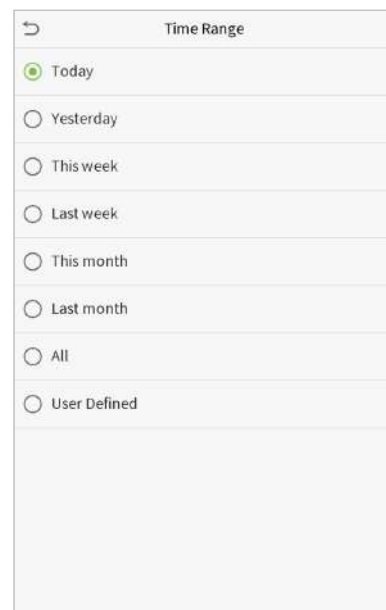 Time Range
Today
Yesterday
This week
Last week
This month
Last month
All
User Defined